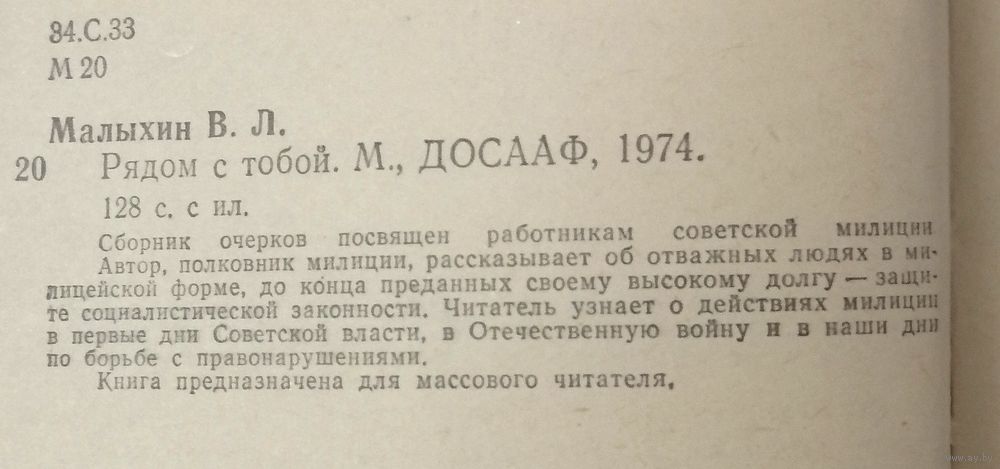 84.С.33
М 20
Малыхин В. Л.
20 Рядом с тобой. М., ДОСААФ, 1974.
128 с. с ил.
Сборник очерков посвящен работникам советской милиции
Автор, полковник милиции, рассказывает об отважных людях в ми-
лицейской форме, до конца преданных своему высокому долгу — защи-
те социалистической законности. Читатель узнает о действиях милиции
в первые дни Советской власти, в Отечественную войну и в наши дни
по борьбе с правонарушениями.
Книга предназначена для массового читателя.
www.ay.by